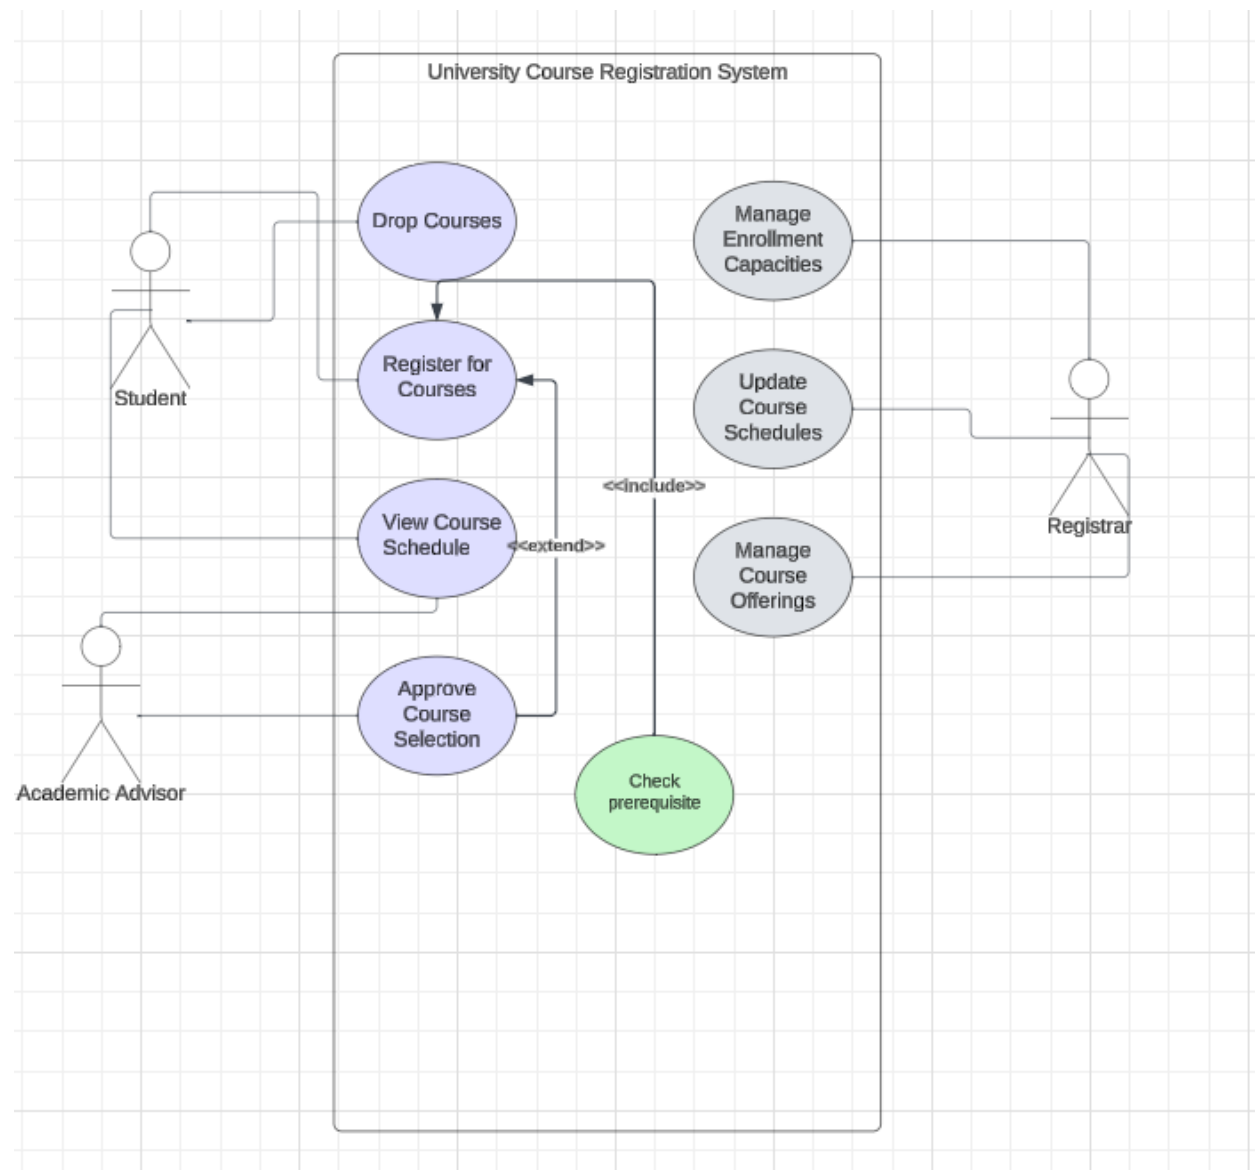 University Course Registration System
Drop Courses
Manage
Enrollment
Capacities
Register for
Courses
Student
Update
Course
Schedules
<<include>>
View Course
Schedule
<<extend>>
Registrar
Manage
Course
Offerings
Approve
Course
Selection
Academic Advisor
Check
prerequisite